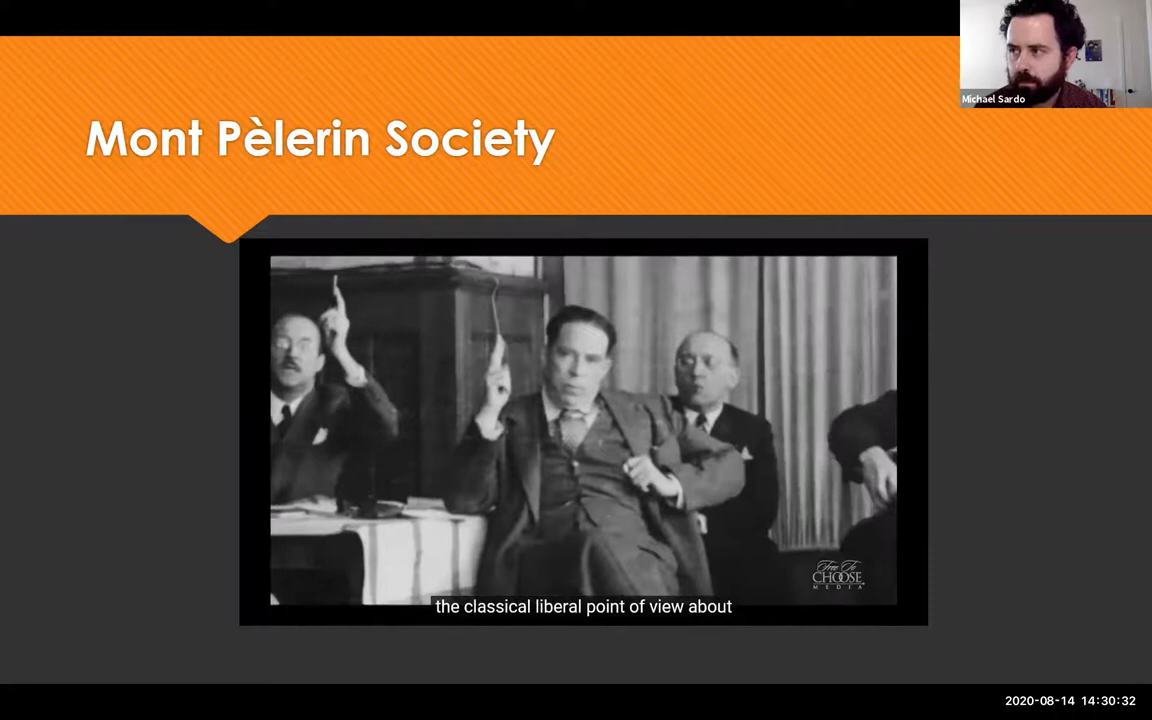 Michael Sardo
Mont Pèlerin Society
Free To
CHOOSE
MEDIA
the classical liberal point of view about
2020-08-14 14:30:32